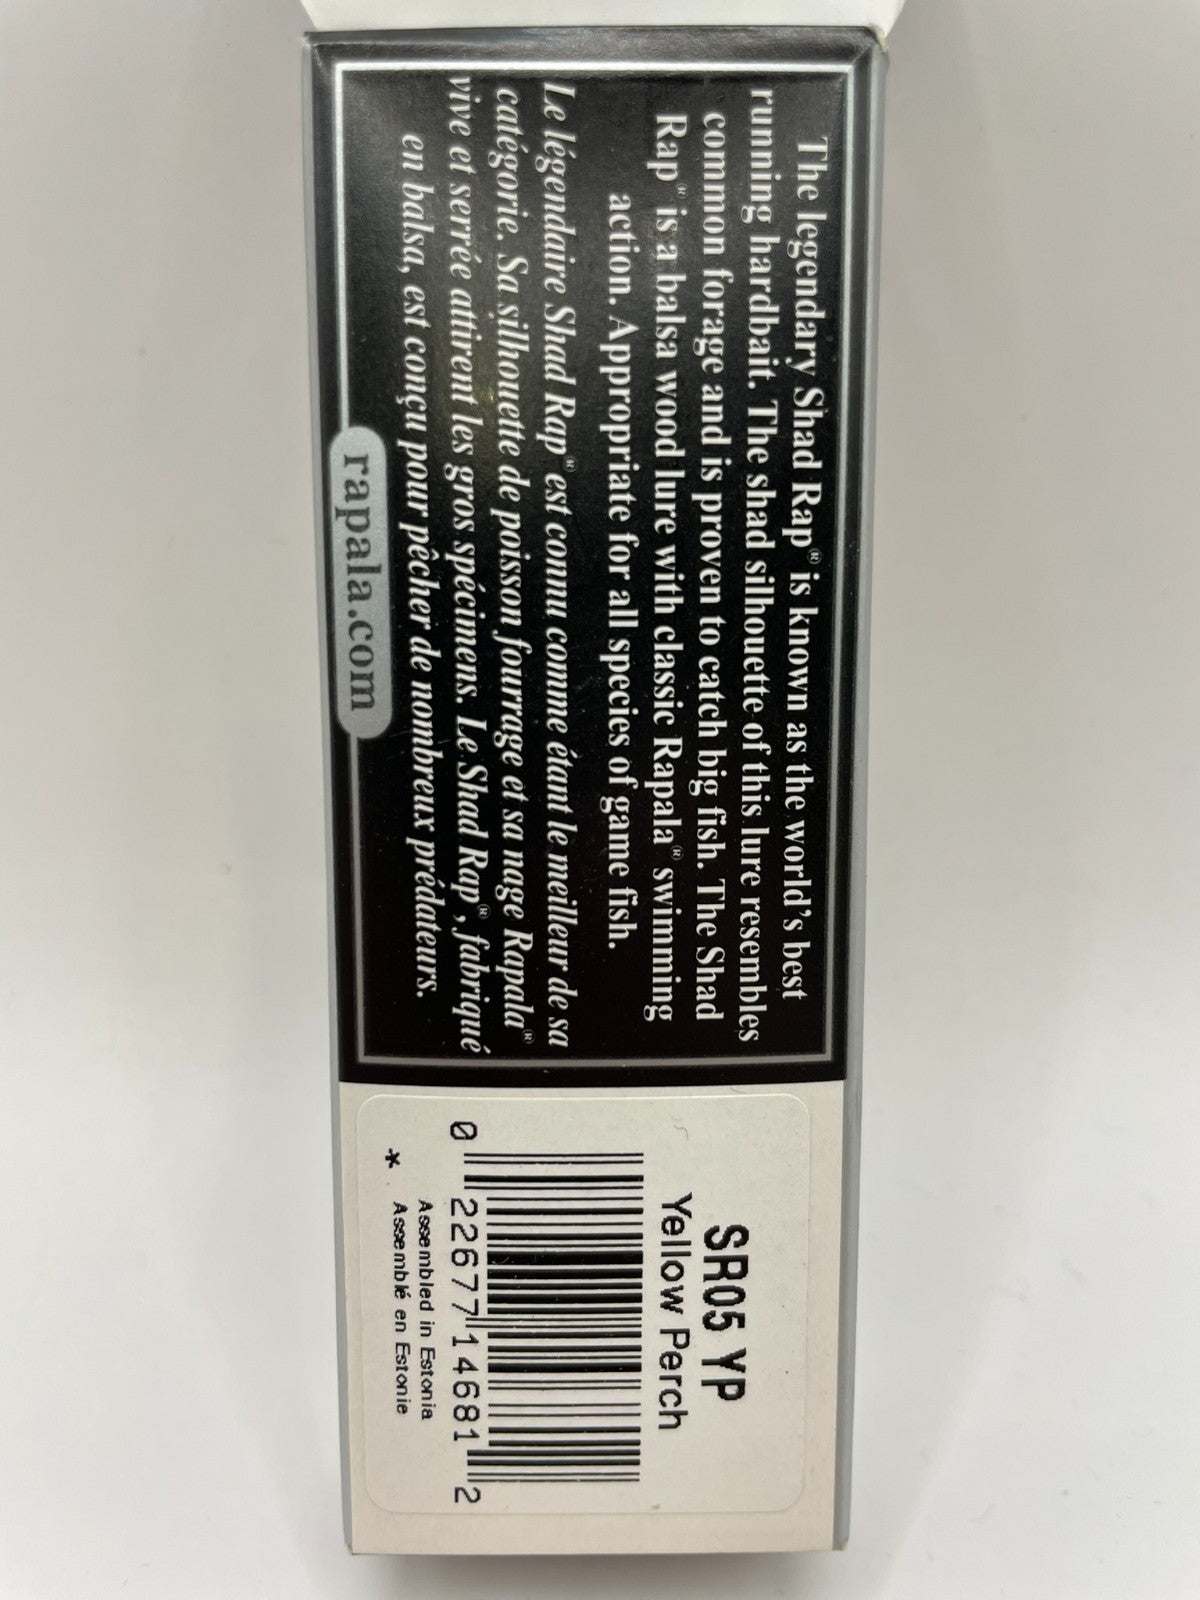 The legendary Shad Rap® is known as the world's best
running hardbait. The shad silhouette of this lure resembles
common forage and is proven to catch big fish. The Shad
Rap® is a balsa wood lure with classic Rapala® swimming
action. Appropriate for all species of game fish.
Le légendaire Shad Rap® est connu comme étant le meilleur de sa
catégorie. Sa silhouette de poisson fourrage et sa nage Rapala®
vive et serrée attirent les gros spécimens. Le Shad Rap®, fabriqué
en balsa, est conçu pour pêcher de nombreux prédateurs.
rapala.com
SR05 YP
Yellow Perch
0 22677 14681 2
Assembled in Estonia
* Assemblé en Estonie